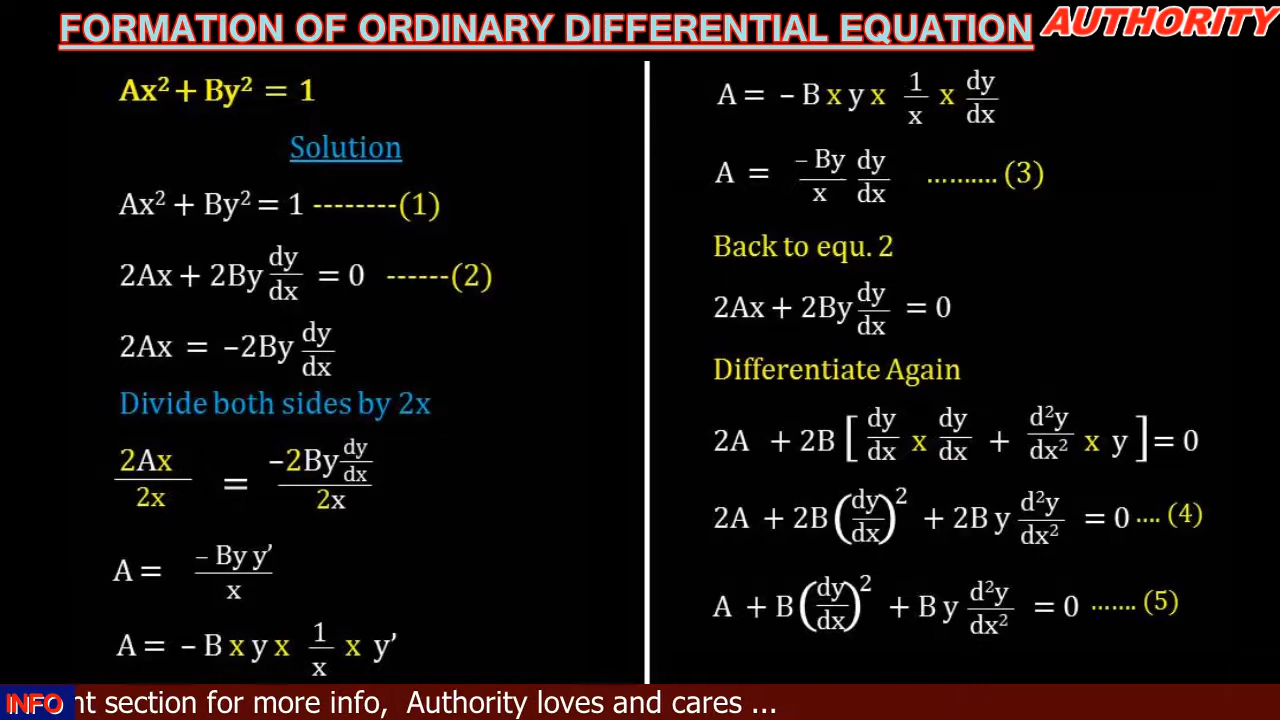 FORMATION OF ORDINARY DIFFERENTIAL EQUATION
AUTHORITY
Ax² + By² = 1
Solution
Ax² + By² = 1 --------(1)
2Ax + 2By dy/dx = 0 ------(2)
2Ax = –2By dy/dx
Divide both sides by 2x
2Ax/2x = –2By dy/dx / 2x
A = – By y’ / x
A = – B x y x 1/x x y’
A = – B x y x 1/x x dy/dx
A = – By/x dy/dx .......... (3)
Back to equ. 2
2Ax + 2By dy/dx = 0
Differentiate Again
2A + 2B [ dy/dx x dy/dx + d²y/dx² x y ] = 0
2A + 2B (dy/dx)² + 2B y d²y/dx² = 0 .... (4)
A + B (dy/dx)² + B y d²y/dx² = 0 ....... (5)
INFO nt section for more info, Authority loves and cares ...